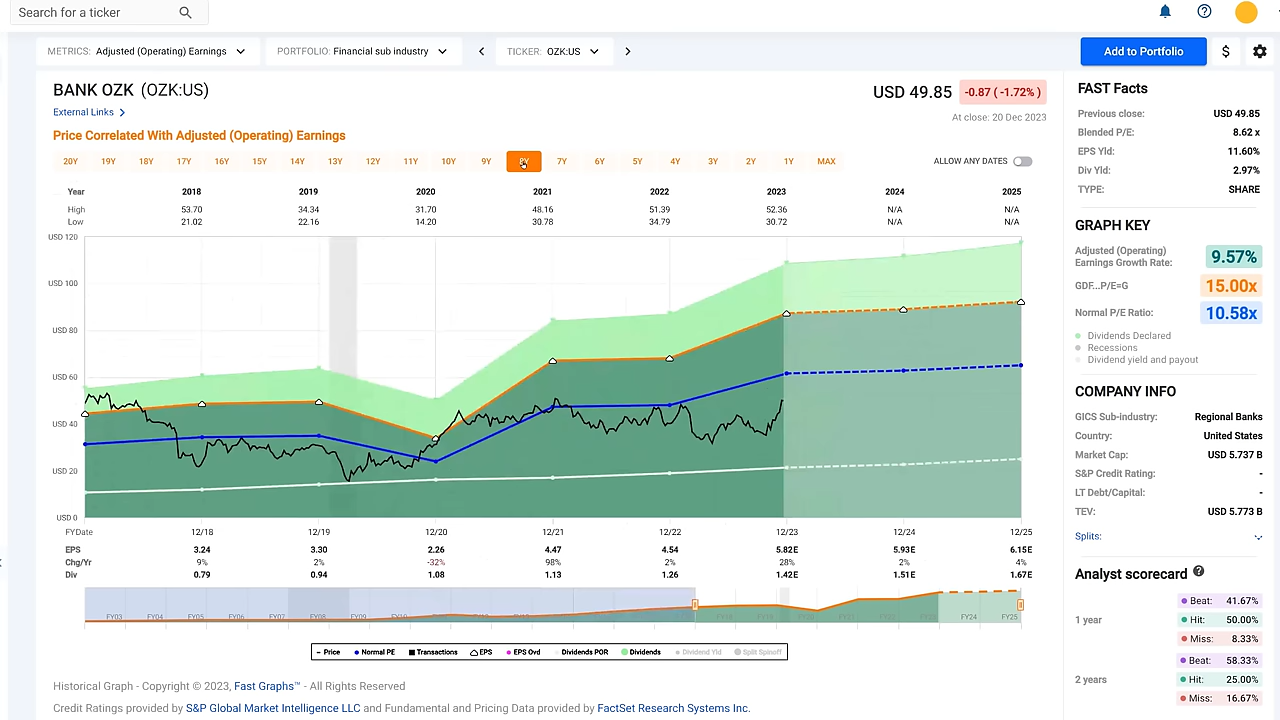 Search for a ticker
METRICS: Adjusted (Operating) Earnings PORTFOLIO: Financial sub industry TICKER: OZK:US Add to Portfolio $
BANK OZK (OZK:US)
USD 49.85 -0.87 ( -1.72% )
External Links
At close: 20 Dec 2023
Price Correlated With Adjusted (Operating) Earnings
20Y 19Y 18Y 17Y 16Y 15Y 14Y 13Y 12Y 11Y 10Y 9Y 8Y 7Y 6Y 5Y 4Y 3Y 2Y 1Y MAX ALLOW ANY DATES
Year 2018 2019 2020 2021 2022 2023 2024 2025
High 53.70 34.34 31.70 48.16 51.39 52.36 N/A N/A
Low 21.02 22.16 14.20 30.78 34.79 30.72 N/A N/A
USD 120
USD 100
USD 80
USD 60
USD 40
USD 20
USD 0
FYDate 12/18 12/19 12/20 12/21 12/22 12/23 12/24 12/25
EPS 3.24 3.30 2.26 4.47 4.54 5.82E 5.93E 6.15E
Chg/Yr 9% 2% -32% 98% 2% 28% 2% 4%
Div 0.79 0.94 1.08 1.13 1.26 1.42E 1.51E 1.67E
FY03 FY04 FY05 FY06 FY07 FY08 FY09 FY24 FY25
Price Normal PE Transactions EPS EPS Ovrd Dividends POR Dividends Dividend Yld Split Spinoff
Historical Graph - Copyright © 2023, Fast Graphs™ - All Rights Reserved
Credit Ratings provided by S&P Global Market Intelligence LLC and Fundamental and Pricing Data provided by FactSet Research Systems Inc.
FAST Facts
Previous close: USD 49.85
Blended P/E: 8.62 x
EPS Yld: 11.60%
Div Yld: 2.97%
TYPE: SHARE
GRAPH KEY
Adjusted (Operating)
Earnings Growth Rate: 9.57%
GDF...P/E=G 15.00x
Normal P/E Ratio: 10.58x
Dividends Declared
Recessions
Dividend yield and payout
COMPANY INFO
GICS Sub-industry: Regional Banks
Country: United States
Market Cap: USD 5.737 B
S&P Credit Rating: -
LT Debt/Capital: -
TEV: USD 5.773 B
Splits:
Analyst scorecard
1 year
Beat: 41.67%
Hit: 50.00%
Miss: 8.33%
2 years
Beat: 58.33%
Hit: 25.00%
Miss: 16.67%